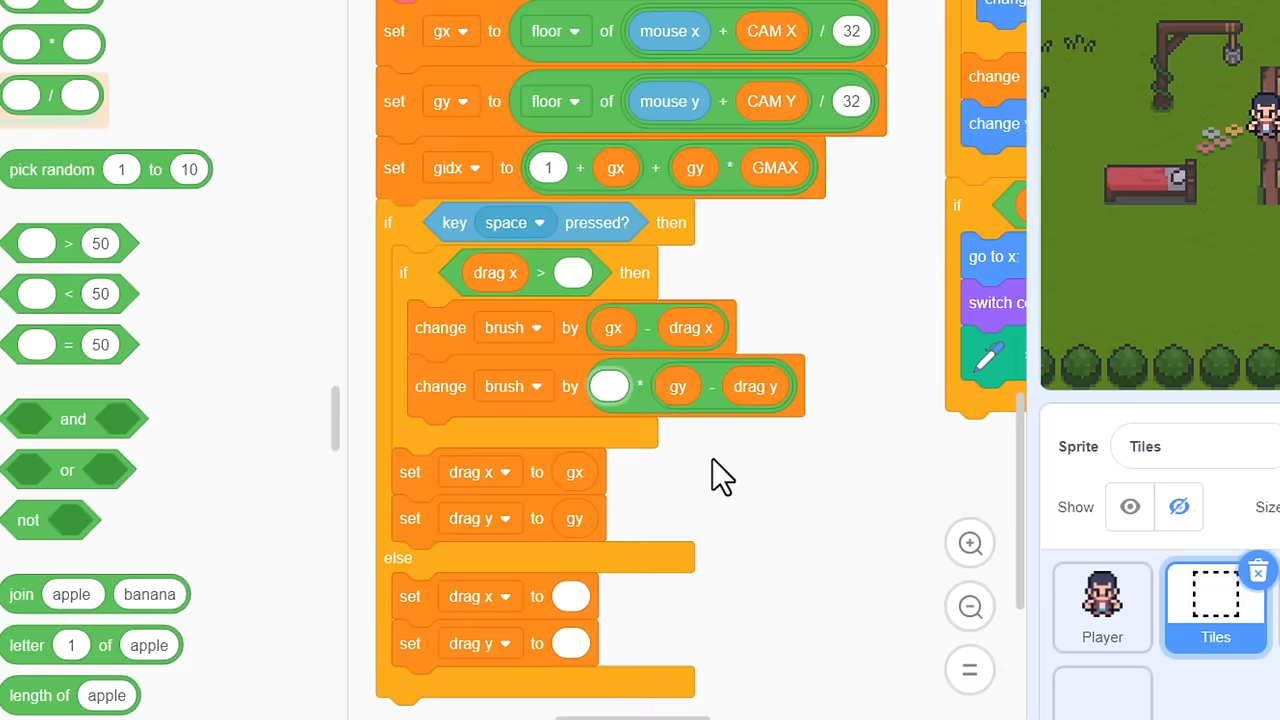 *
/
pick random 1 to 10
> 50
< 50
= 50
and
or
not
join apple banana
letter 1 of apple
length of apple
set gx to floor of mouse x + CAM X / 32
set gy to floor of mouse y + CAM Y / 32
set gidx to 1 + gx + gy * GMAX
if key space pressed? then
if drag x > then
change brush by gx - drag x
change brush by * gy - drag y
set drag x to gx
set drag y to gy
else
set drag x to
set drag y to
change
change y
if
go to x:
switch co
Sprite Tiles
Show Size
Player Tiles